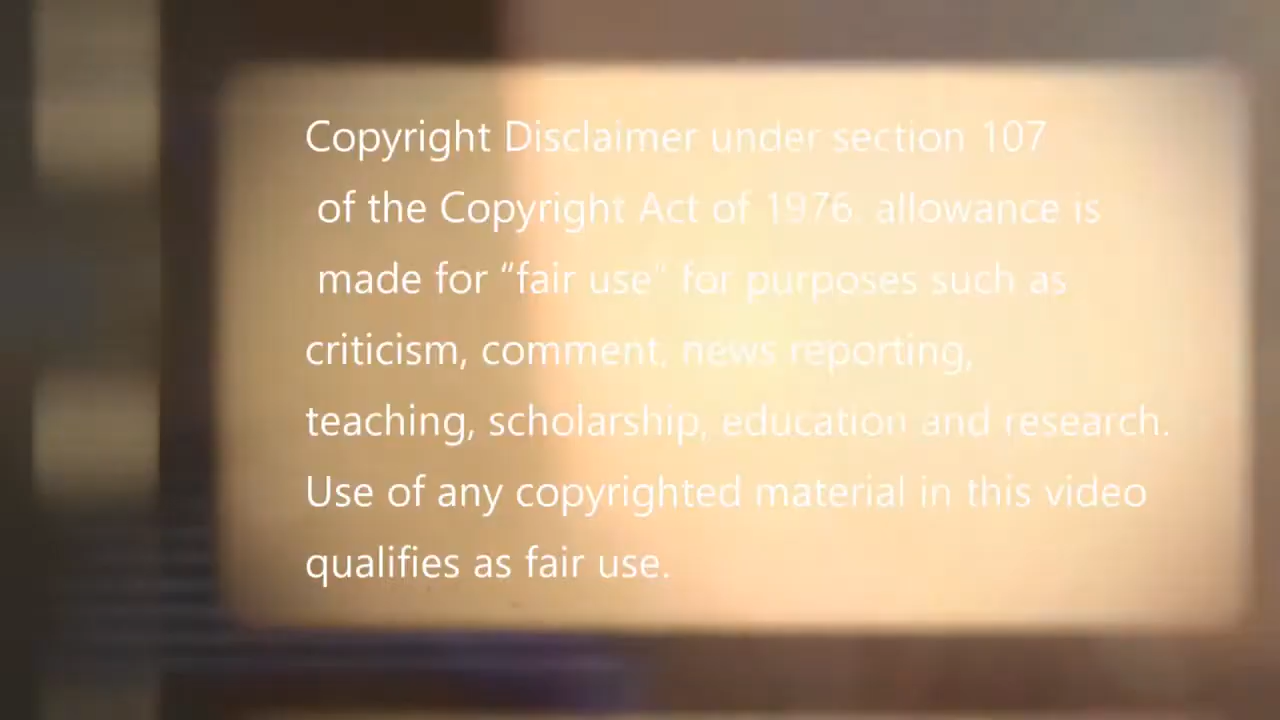 Copyright Disclaimer under section 107
of the Copyright Act of 1976, allowance is
made for “fair use” for purposes such as
criticism, comment, news reporting,
teaching, scholarship, education and research.
Use of any copyrighted material in this video
qualifies as fair use.